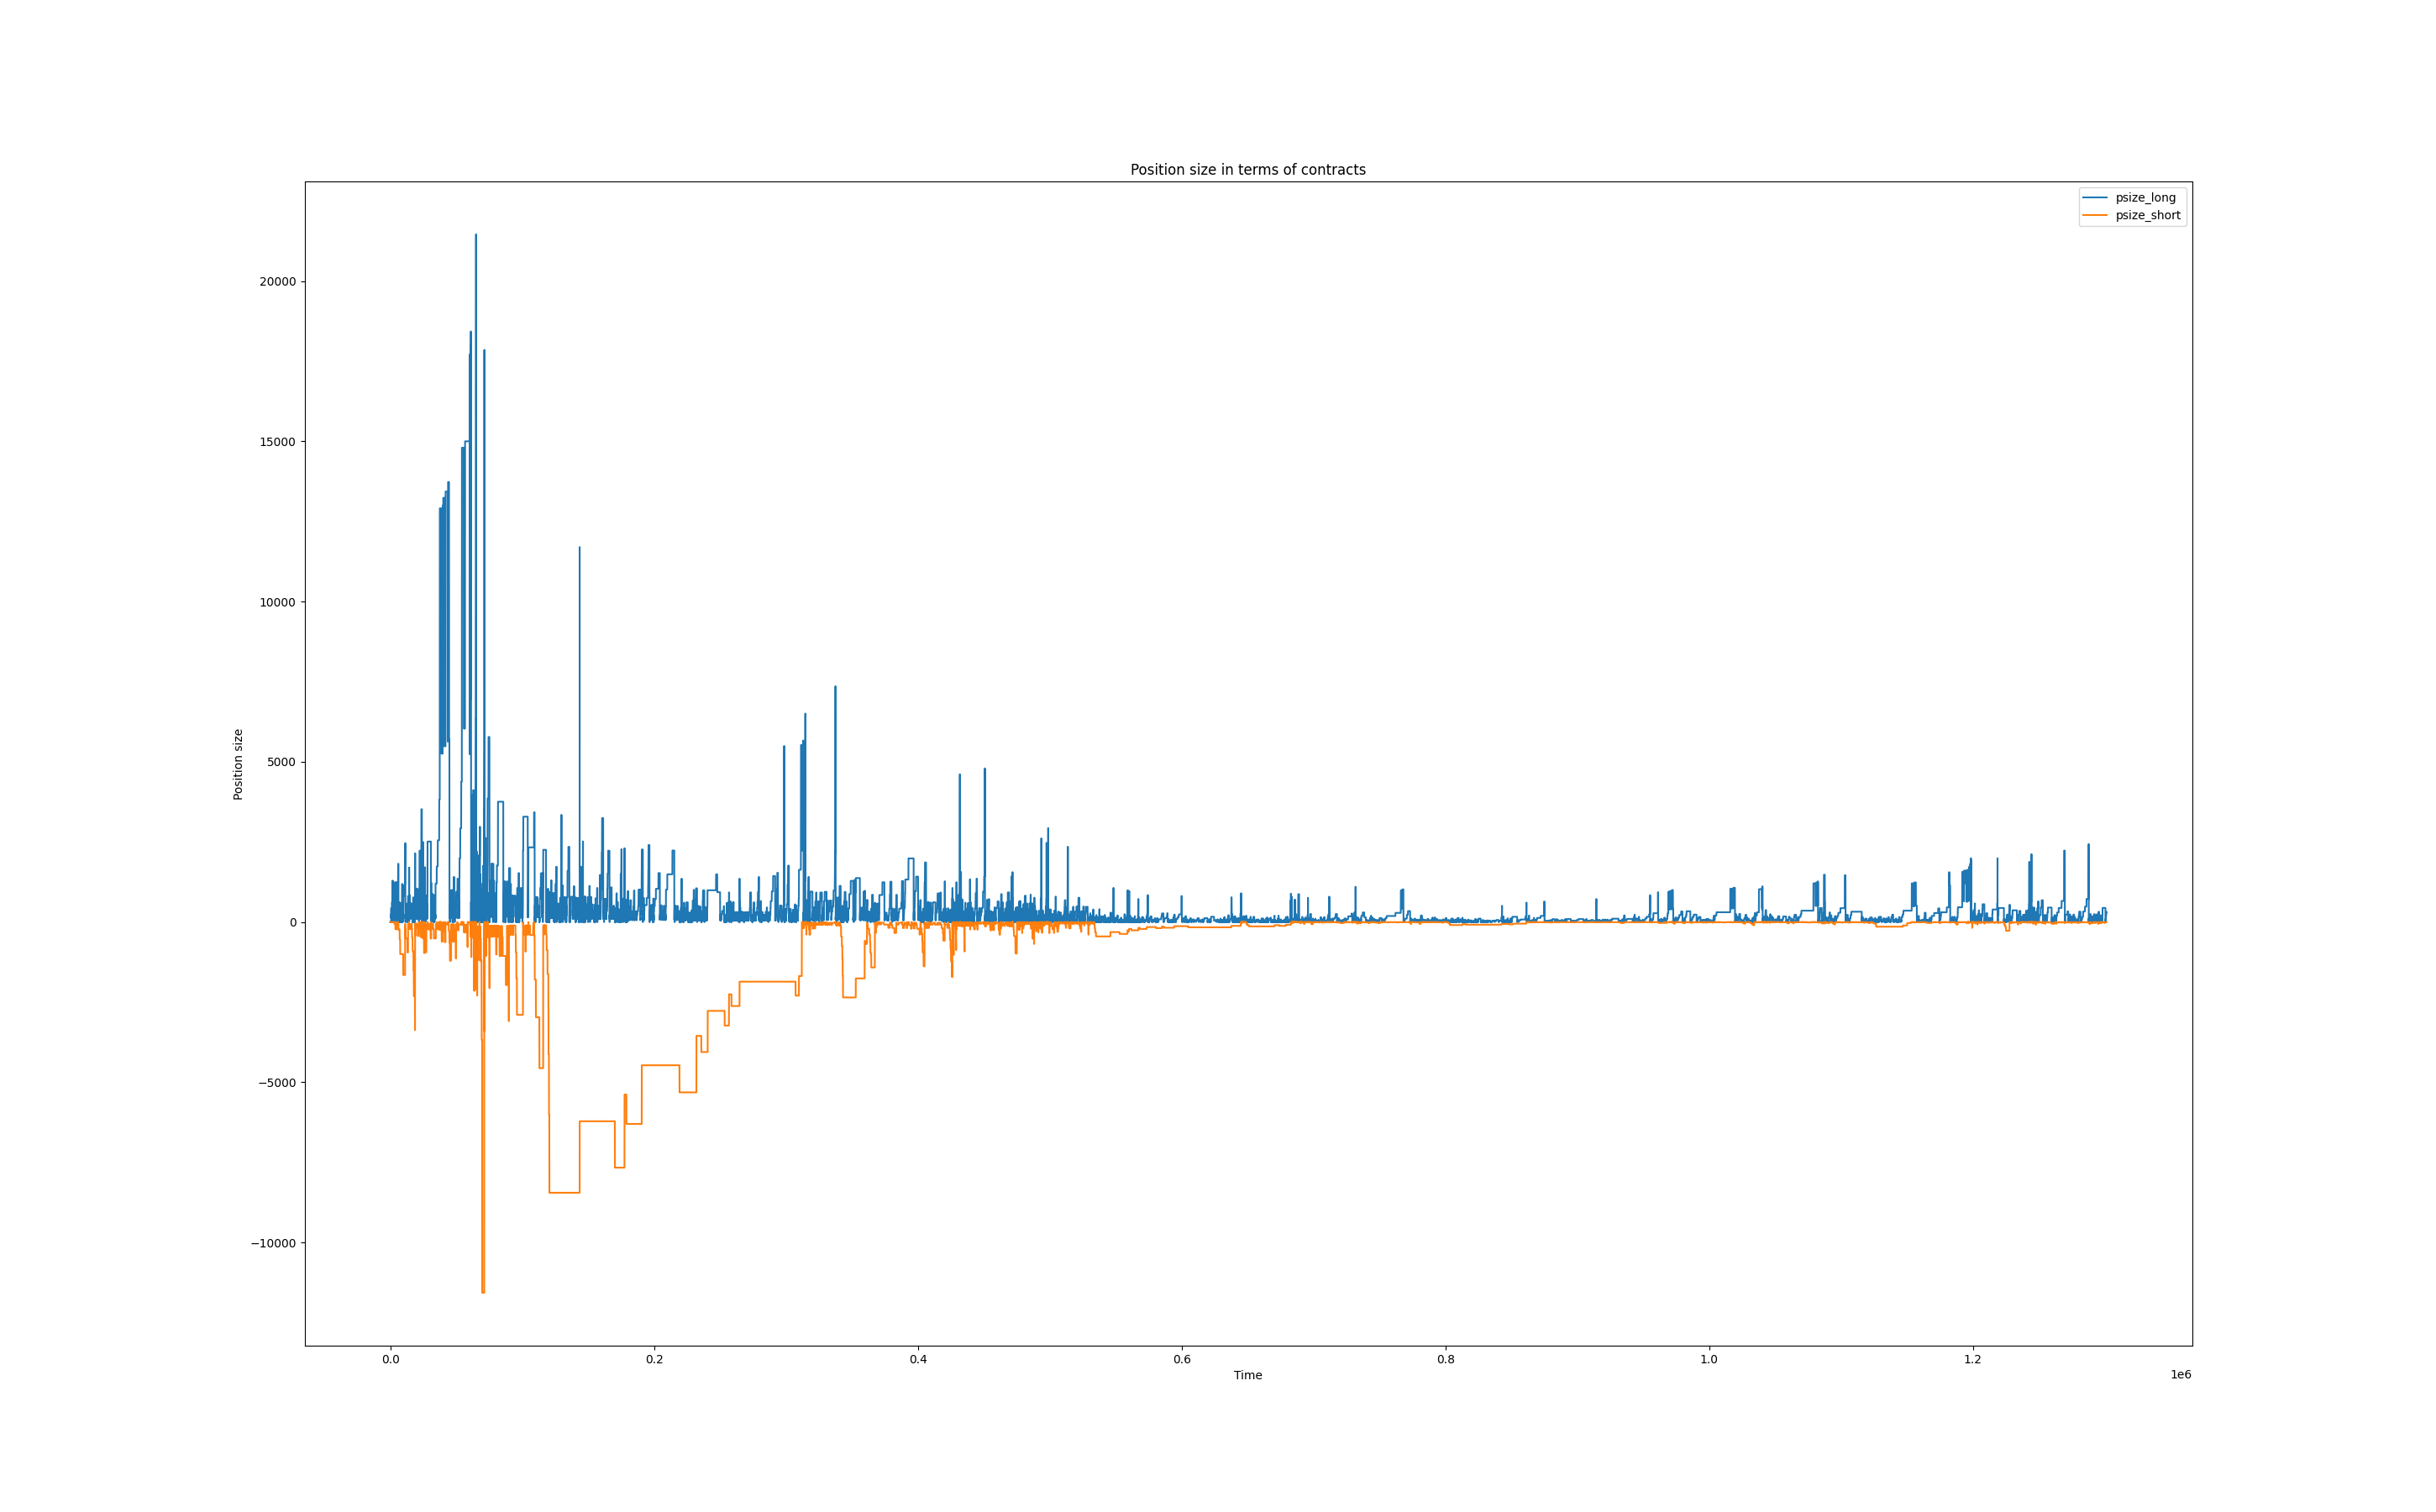 Position size in terms of contracts
psize_long
psize_short
Position size
20000
15000
10000
5000
0
−5000
−10000
0.0
0.2
0.4
0.6
0.8
1.0
1.2
1e6
Time